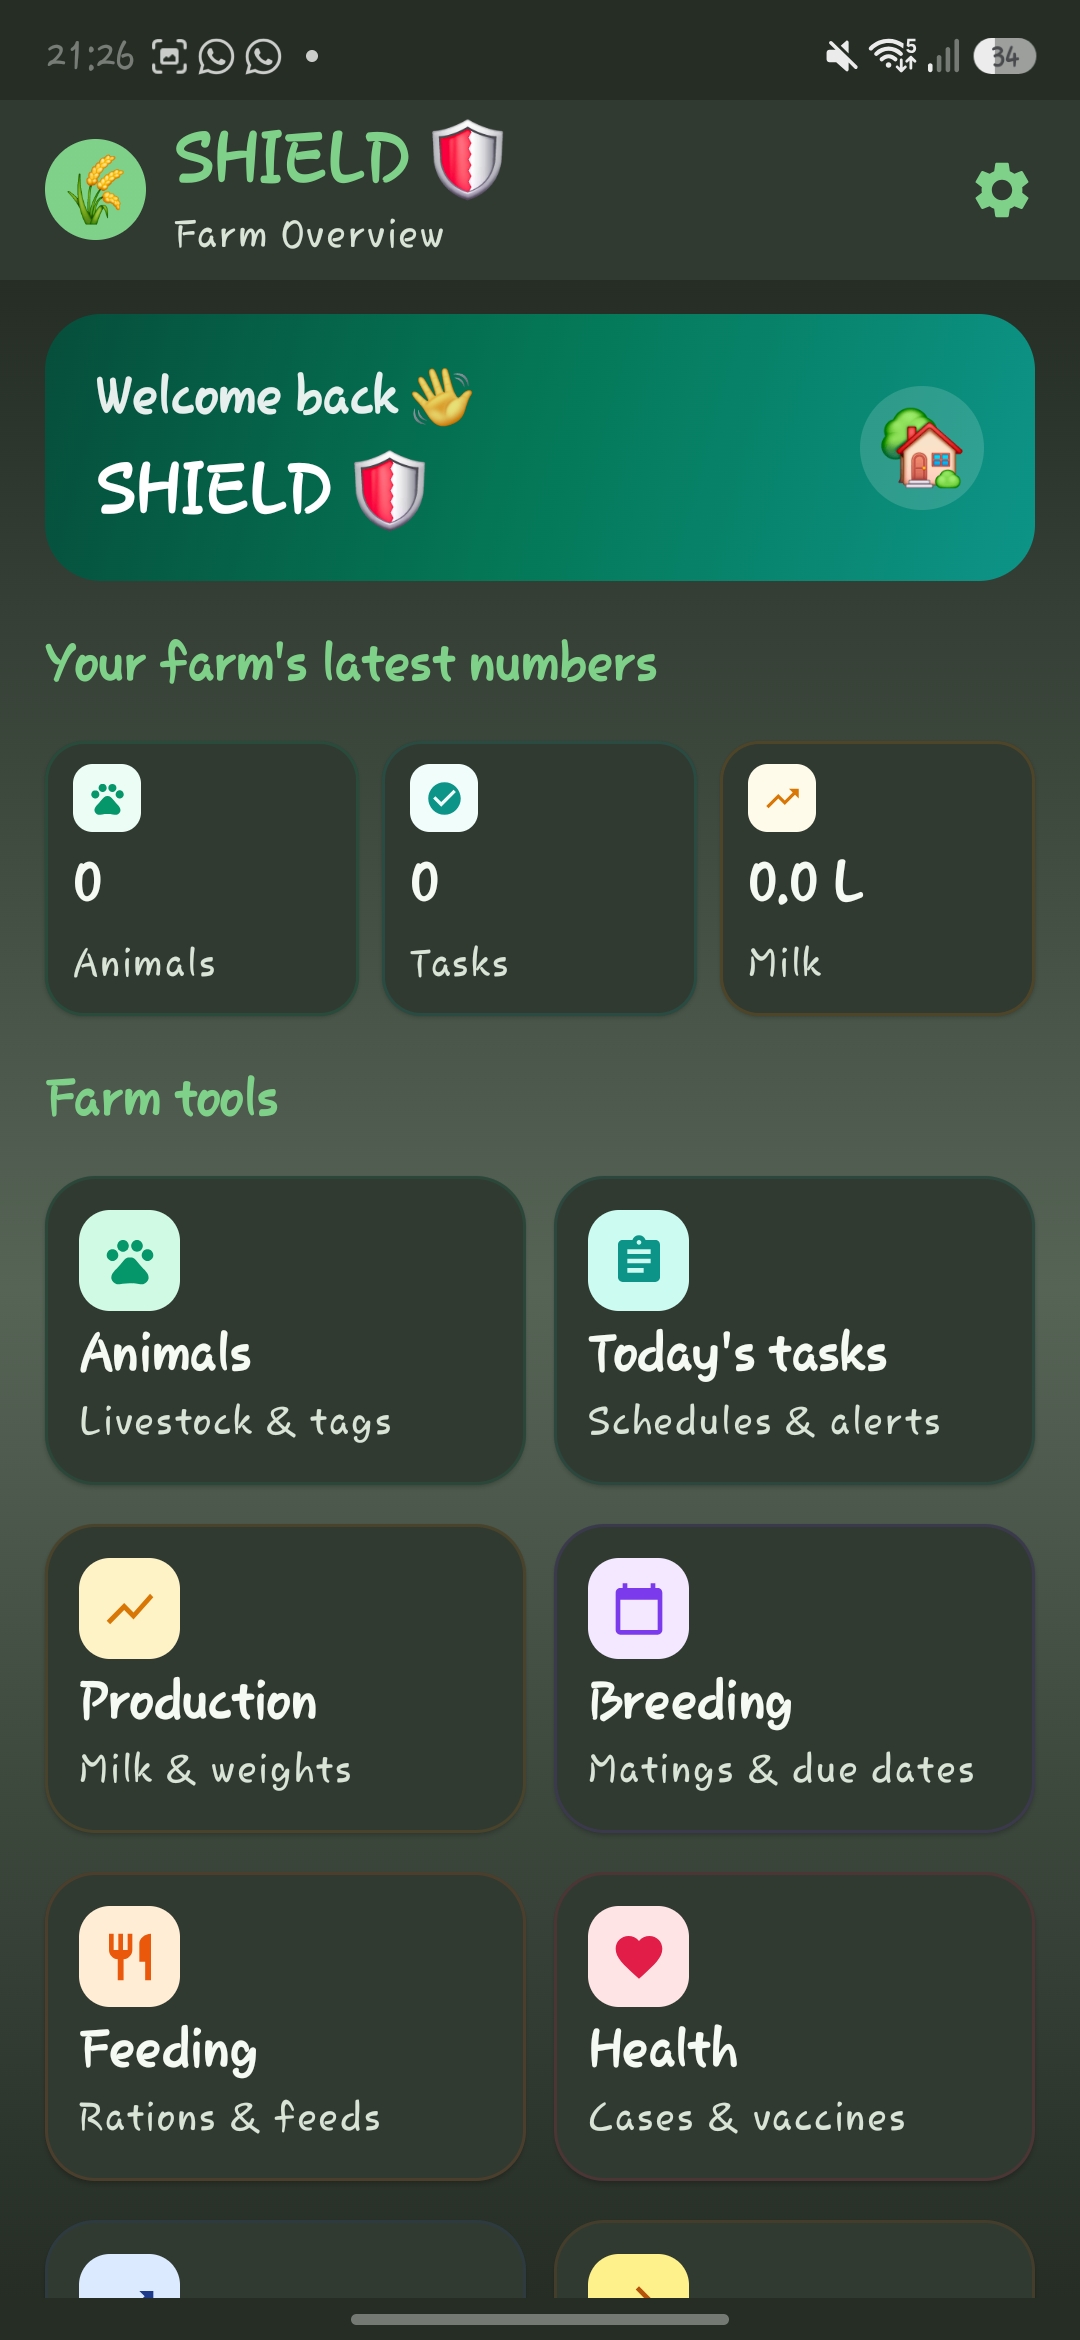 21:26
5
34
SHIELD 🛡️
Farm Overview
Welcome back 👋
SHIELD 🛡️
Your farm's latest numbers
0
Animals
0
Tasks
0.0 L
Milk
Farm tools
Animals
Livestock & tags
Today's tasks
Schedules & alerts
Production
Milk & weights
Breeding
Matings & due dates
Feeding
Rations & feeds
Health
Cases & vaccines